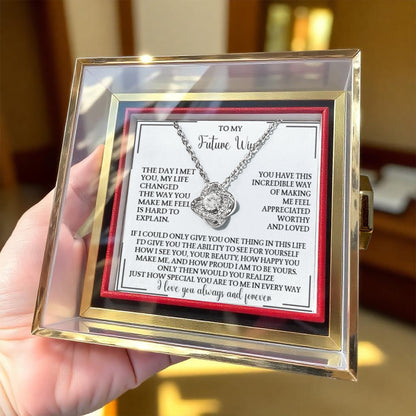 TO MY
Future Wife
THE DAY I MET
YOU, MY LIFE
CHANGED
THE WAY YOU
MAKE ME FEEL
IS HARD TO
EXPLAIN.
YOU HAVE THIS
INCREDIBLE WAY
OF MAKING
ME FEEL
APPRECIATED
WORTHY
AND LOVED
IF I COULD ONLY GIVE YOU ONE THING IN THIS LIFE
I'D GIVE YOU THE ABILITY TO SEE FOR YOURSELF
HOW I SEE YOU, YOUR BEAUTY, HOW HAPPY YOU
MAKE ME, AND HOW PROUD I AM TO BE YOURS.
ONLY THEN WOULD YOU REALIZE
JUST HOW SPECIAL YOU ARE TO ME IN EVERY WAY
I love you always and forever